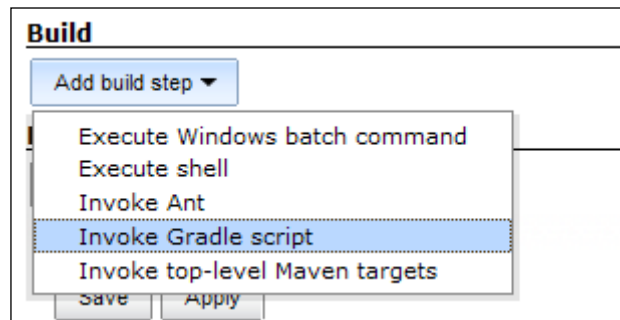 Build
Add build step
Execute Windows batch command
Execute shell
Invoke Ant
Invoke Gradle script
Invoke top-level Maven targets
Save Apply